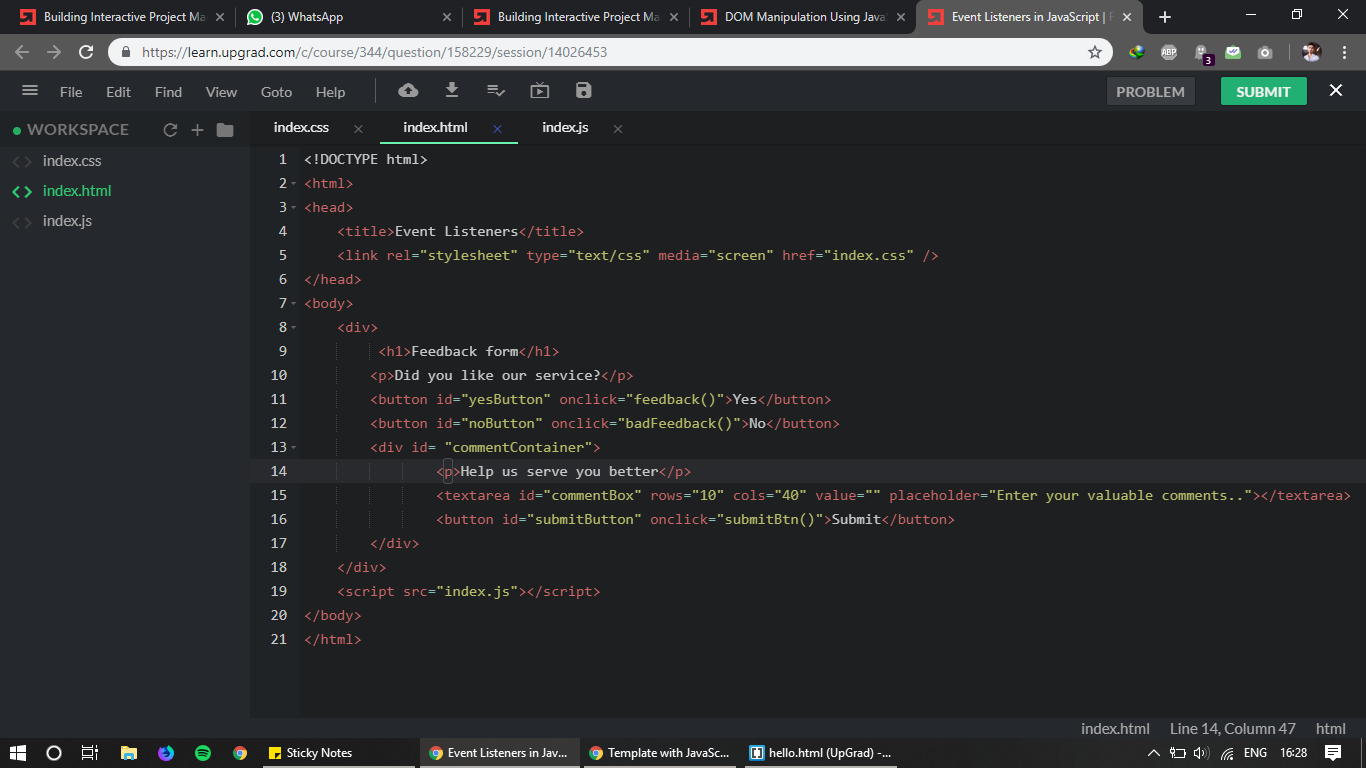 Building Interactive Project Ma
(3) WhatsApp
Building Interactive Project Ma
DOM Manipulation Using Java
Event Listeners in JavaScript |
https://learn.upgrad.com/c/course/344/question/158229/session/14026453
ABP
3
File Edit Find View Goto Help
PROBLEM
SUBMIT
WORKSPACE
index.css
index.html
index.js
index.css
index.html
index.js
1 <!DOCTYPE html>
2 <html>
3 <head>
4 <title>Event Listeners</title>
5 <link rel="stylesheet" type="text/css" media="screen" href="index.css" />
6 </head>
7 <body>
8 <div>
9 <h1>Feedback form</h1>
10 <p>Did you like our service?</p>
11 <button id="yesButton" onclick="feedback()">Yes</button>
12 <button id="noButton" onclick="badFeedback()">No</button>
13 <div id= "commentContainer">
14 <p>Help us serve you better</p>
15 <textarea id="commentBox" rows="10" cols="40" value="" placeholder="Enter your valuable comments.."></textarea>
16 <button id="submitButton" onclick="submitBtn()">Submit</button>
17 </div>
18 </div>
19 <script src="index.js"></script>
20 </body>
21 </html>
index.html Line 14, Column 47 html
Sticky Notes
Event Listeners in Jav...
Template with JavaSc...
hello.html (UpGrad) -...
ENG
16:28